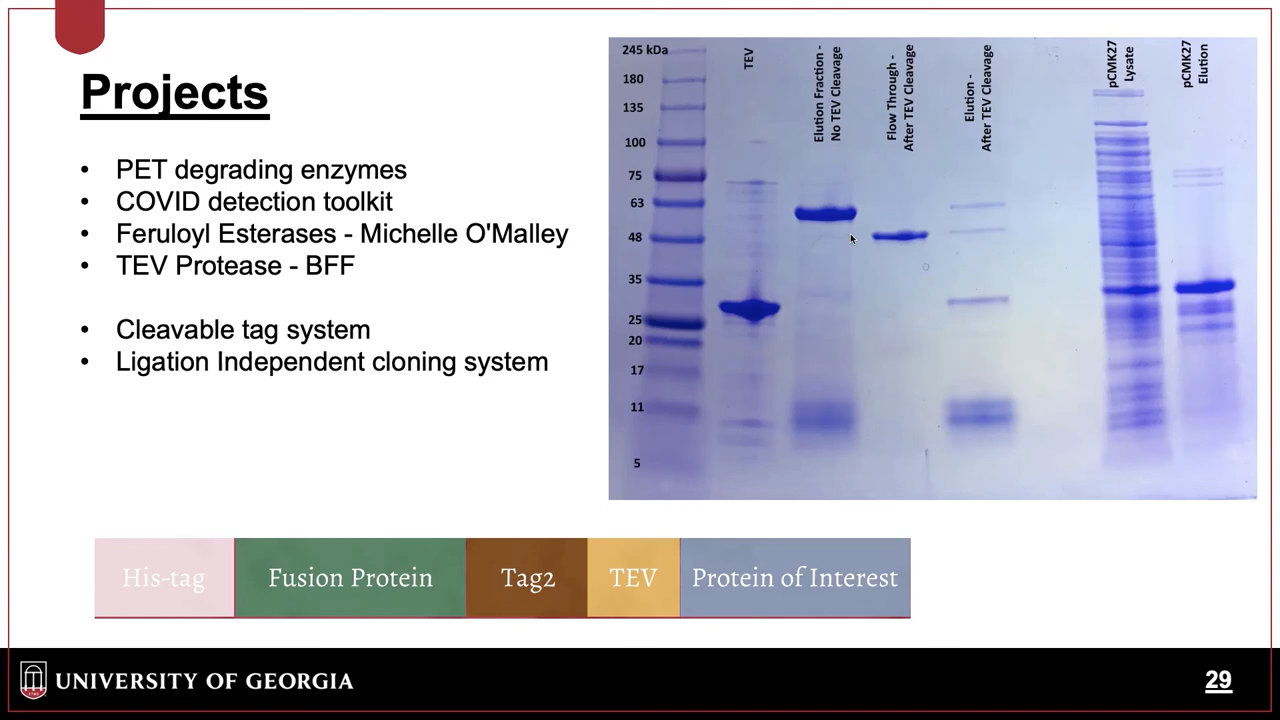 Projects
• PET degrading enzymes
• COVID detection toolkit
• Feruloyl Esterases - Michelle O'Malley
• TEV Protease - BFF
• Cleavable tag system
• Ligation Independent cloning system
245 kDa
180
135
100
75
63
48
35
25
20
17
11
5
TEV
Elution Fraction -
No TEV Cleavage
Flow Through -
After TEV Cleavage
Elution -
After TEV Cleavage
pCMK27
Lysate
pCMK27
Elution
His-tag
Fusion Protein
Tag2
TEV
Protein of Interest
UNIVERSITY OF GEORGIA
29